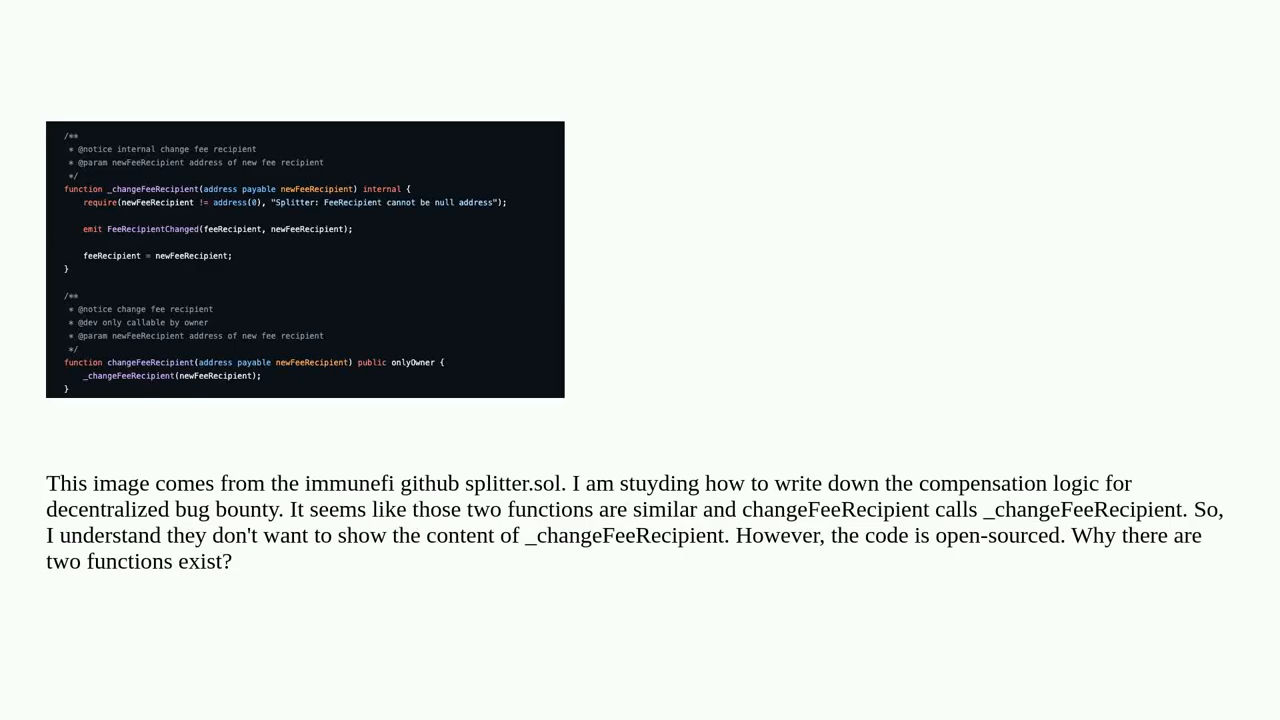 /**
* @notice internal change fee recipient
* @param newFeeRecipient address of new fee recipient
*/
function _changeFeeRecipient(address payable newFeeRecipient) internal {
require(newFeeRecipient != address(0), "Splitter: FeeRecipient cannot be null address");
emit FeeRecipientChanged(feeRecipient, newFeeRecipient);
feeRecipient = newFeeRecipient;
}
/**
* @notice change fee recipient
* @dev only callable by owner
* @param newFeeRecipient address of new fee recipient
*/
function changeFeeRecipient(address payable newFeeRecipient) public onlyOwner {
_changeFeeRecipient(newFeeRecipient);
}
This image comes from the immunefi github splitter.sol. I am stuyding how to write down the compensation logic for
decentralized bug bounty. It seems like those two functions are similar and changeFeeRecipient calls _changeFeeRecipient. So,
I understand they don't want to show the content of _changeFeeRecipient. However, the code is open-sourced. Why there are
two functions exist?